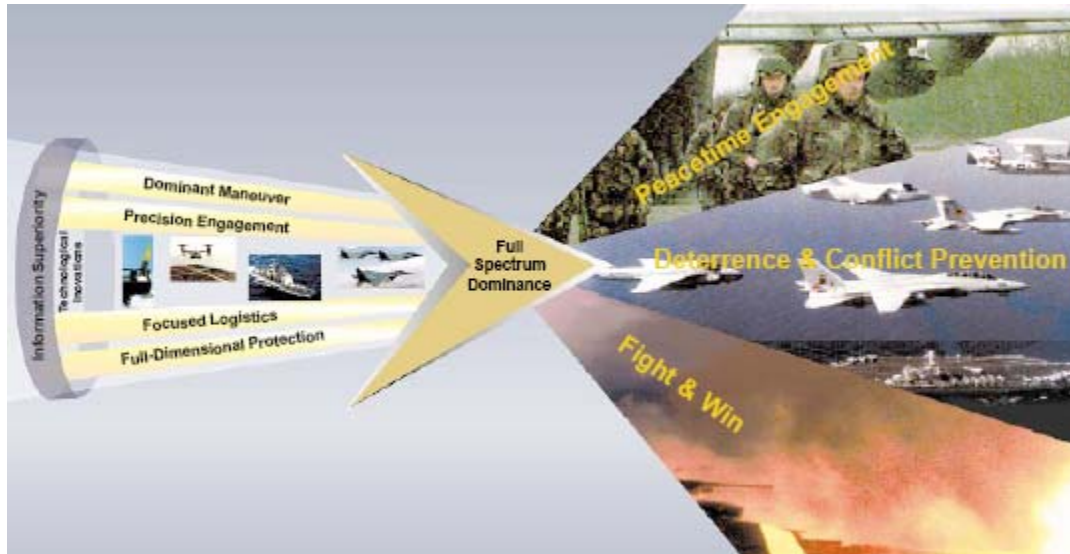 Information Superiority
Technological
Inovations
Dominant Maneuver
Precision Engagement
Focused Logistics
Full-Dimensional Protection
Full
Spectrum
Dominance
Peacetime Engagement
Deterrence & Conflict Prevention
Fight & Win